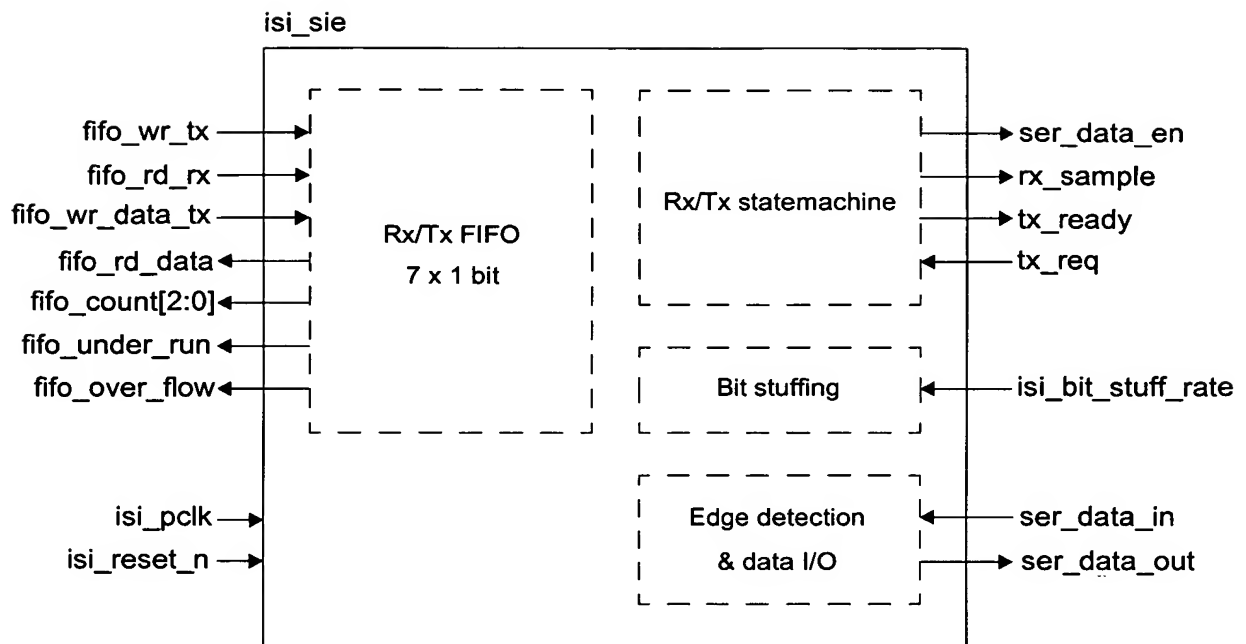 isi_sie
fifo_wr_tx
fifo_rd_rx
fifo_wr_data_tx
fifo_rd_data
fifo_count[2:0]
fifo_under_run
fifo_over_flow
isi_pclk
isi_reset_n
Rx/Tx FIFO
7 x 1 bit
Rx/Tx statemachine
Bit stuffing
Edge detection
& data I/O
ser_data_en
rx_sample
tx_ready
tx_req
isi_bit_stuff_rate
ser_data_in
ser_data_out